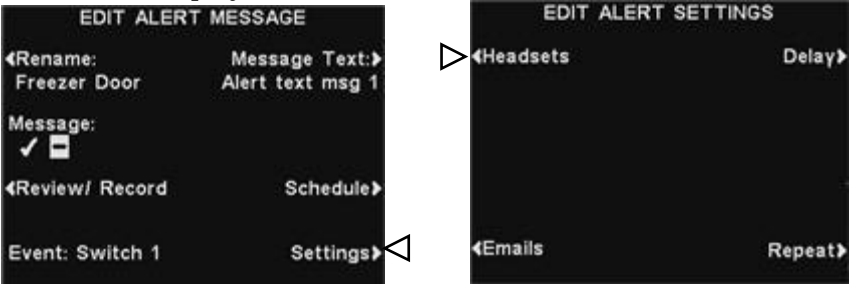 EDIT ALERT MESSAGE
Rename:
Freezer Door
Message Text:
Alert text msg 1
Message:
Review/ Record
Schedule
Event: Switch 1
Settings
EDIT ALERT SETTINGS
Headsets
Delay
Emails
Repeat